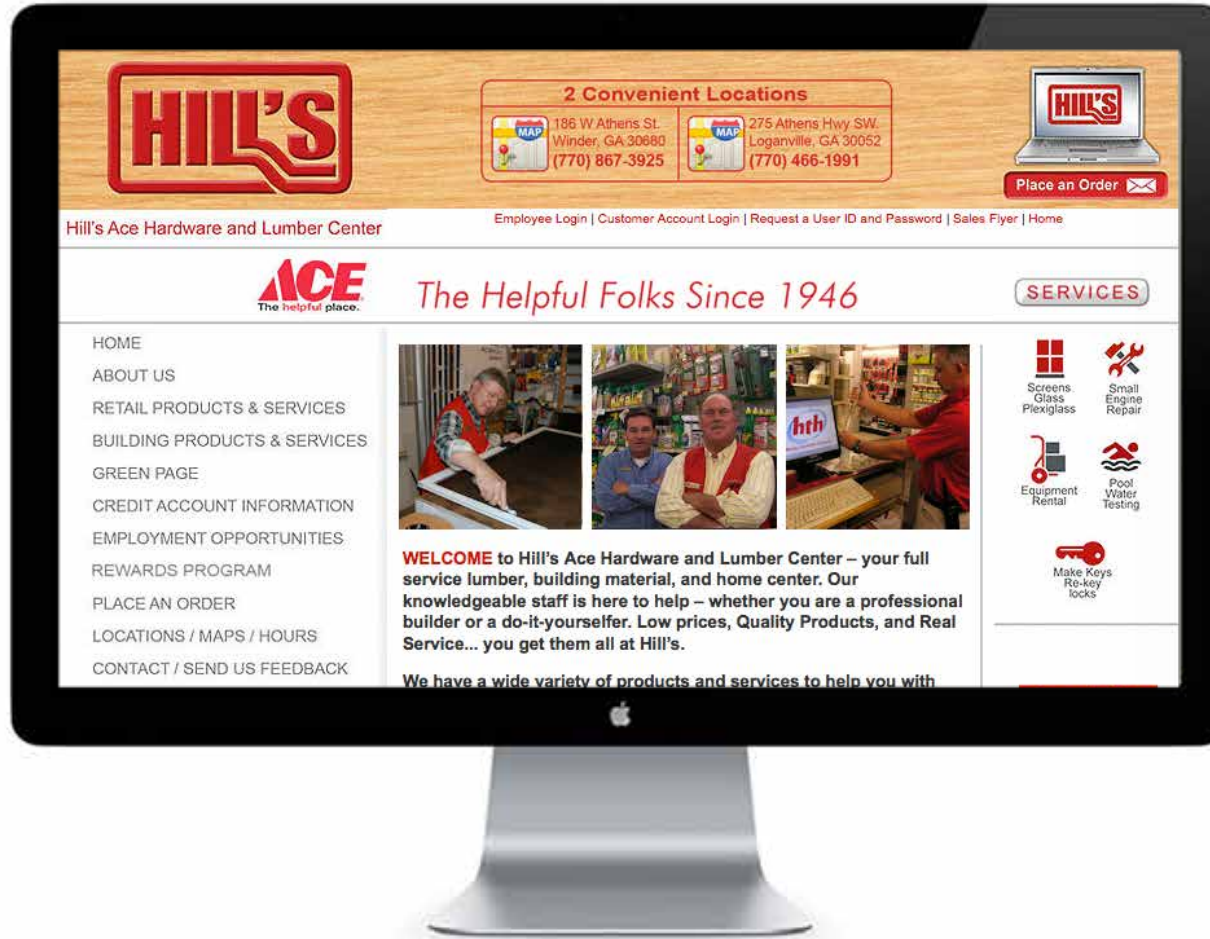 HILL'S
2 Convenient Locations
MAP
186 W Athens St.
Winder, GA 30680
(770) 867-3925
MAP
275 Athens Hwy SW.
Loganville, GA 30052
(770) 466-1991
HILL'S
Place an Order
Hill's Ace Hardware and Lumber Center
Employee Login | Customer Account Login | Request a User ID and Password | Sales Flyer | Home
ACE
The helpful place.
The Helpful Folks Since 1946
SERVICES
HOME
ABOUT US
RETAIL PRODUCTS & SERVICES
BUILDING PRODUCTS & SERVICES
GREEN PAGE
CREDIT ACCOUNT INFORMATION
EMPLOYMENT OPPORTUNITIES
REWARDS PROGRAM
PLACE AN ORDER
LOCATIONS / MAPS / HOURS
CONTACT / SEND US FEEDBACK
hth
WELCOME to Hill's Ace Hardware and Lumber Center – your full
service lumber, building material, and home center. Our
knowledgeable staff is here to help – whether you are a professional
builder or a do-it-yourselfer. Low prices, Quality Products, and Real
Service... you get them all at Hill's.
We have a wide variety of products and services to help you with
Screens
Glass
Plexiglass
Small
Engine
Repair
Equipment
Rental
Pool
Water
Testing
Make Keys
Re-key
locks